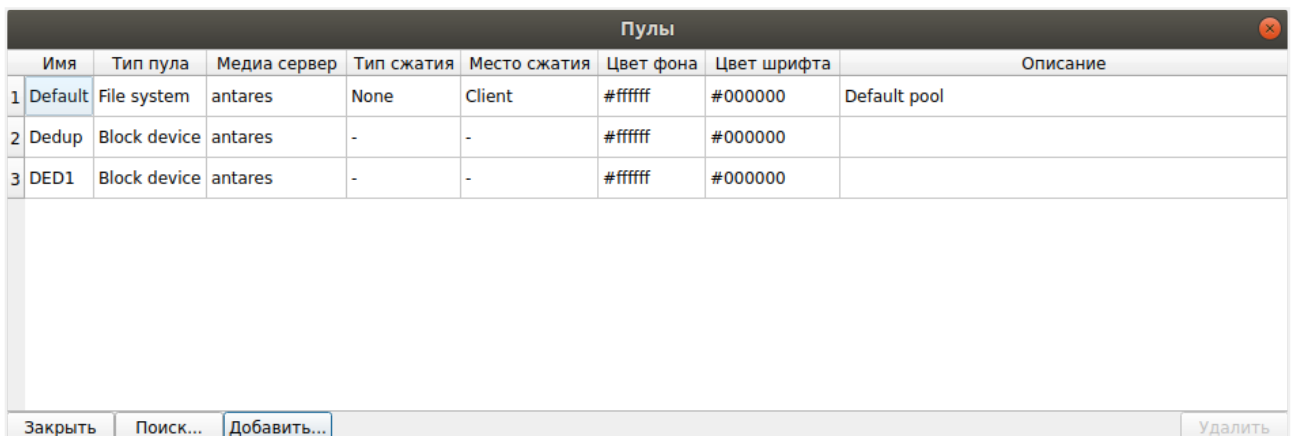 Пулы
Имя Тип пула Медиа сервер Тип сжатия Место сжатия Цвет фона Цвет шрифта Описание
1 Default File system antares None Client #ffffff #000000 Default pool
2 Dedup Block device antares - - #ffffff #000000
3 DED1 Block device antares - - #ffffff #000000
Закрыть Поиск... Добавить... Удалить